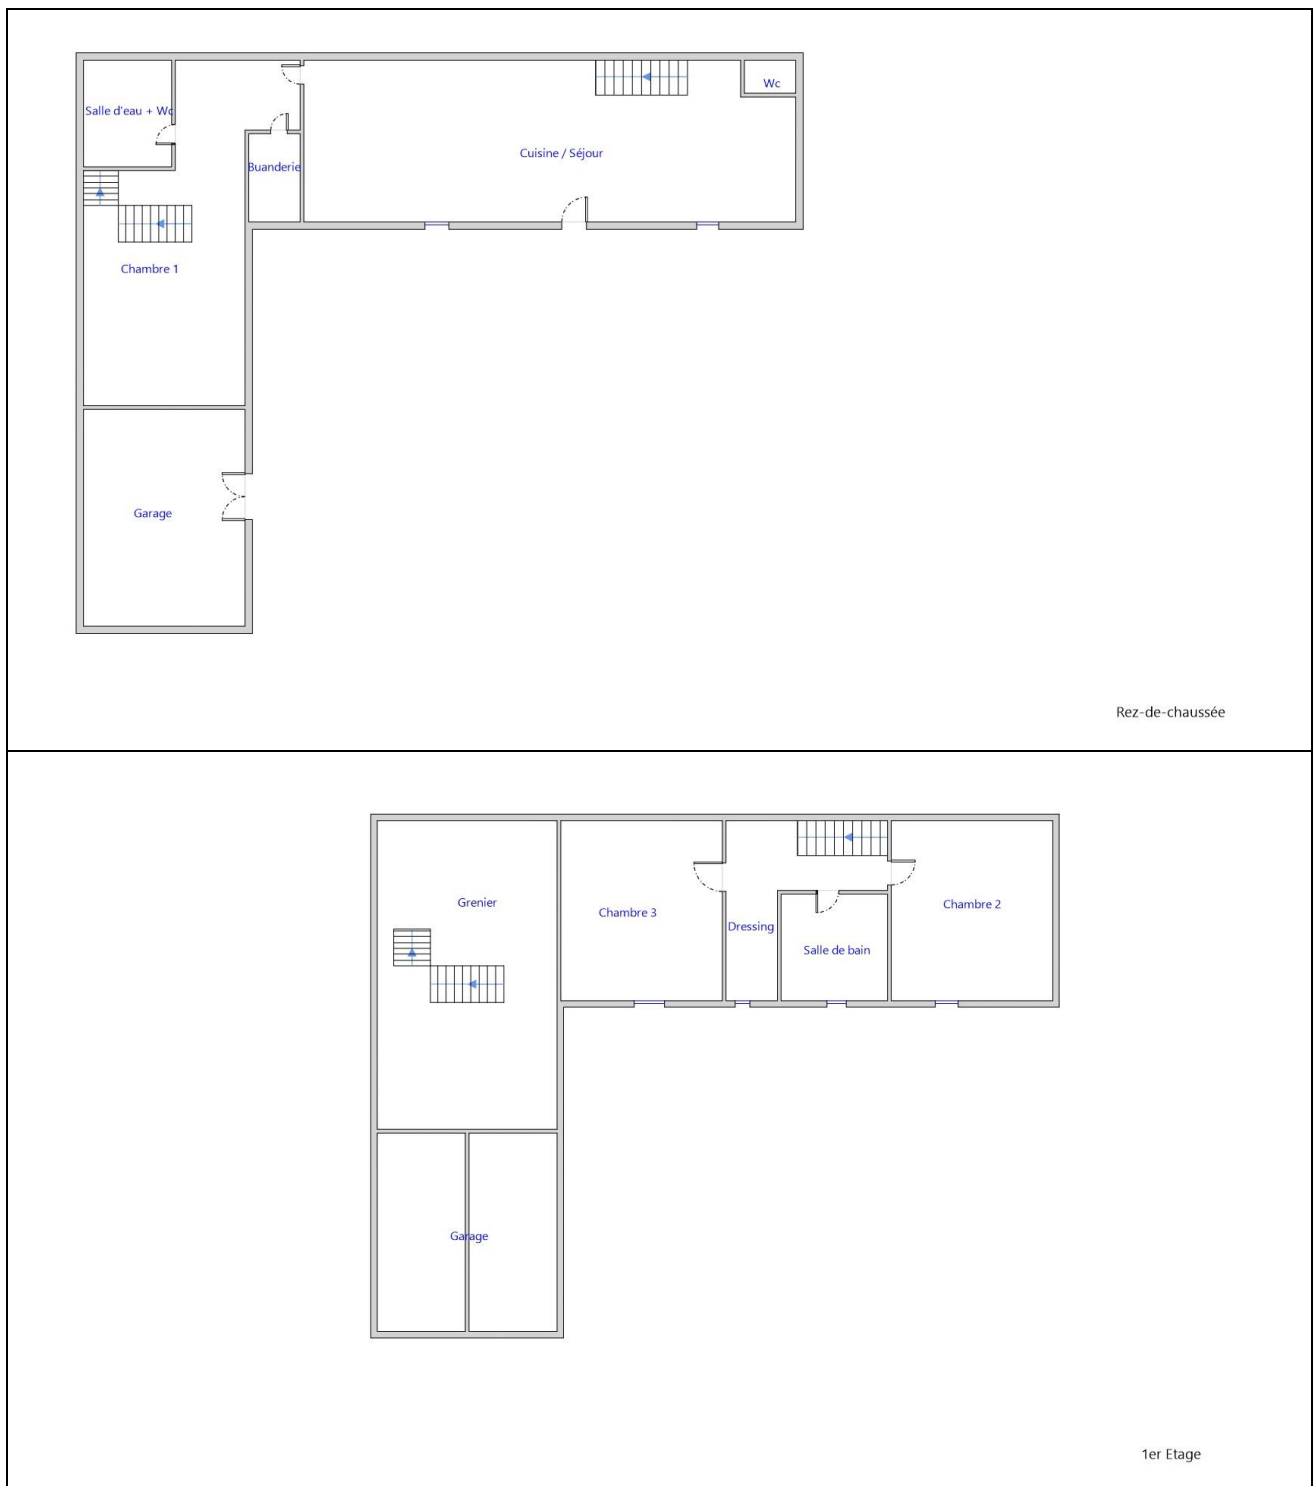 Wc
Salle d'eau + Wc
Cuisine / Séjour
Buanderie
Chambre 1
Garage
Rez-de-chaussée
Grenier
Chambre 2
Chambre 3
Dressing
Salle de bain
Garage
1er Etage